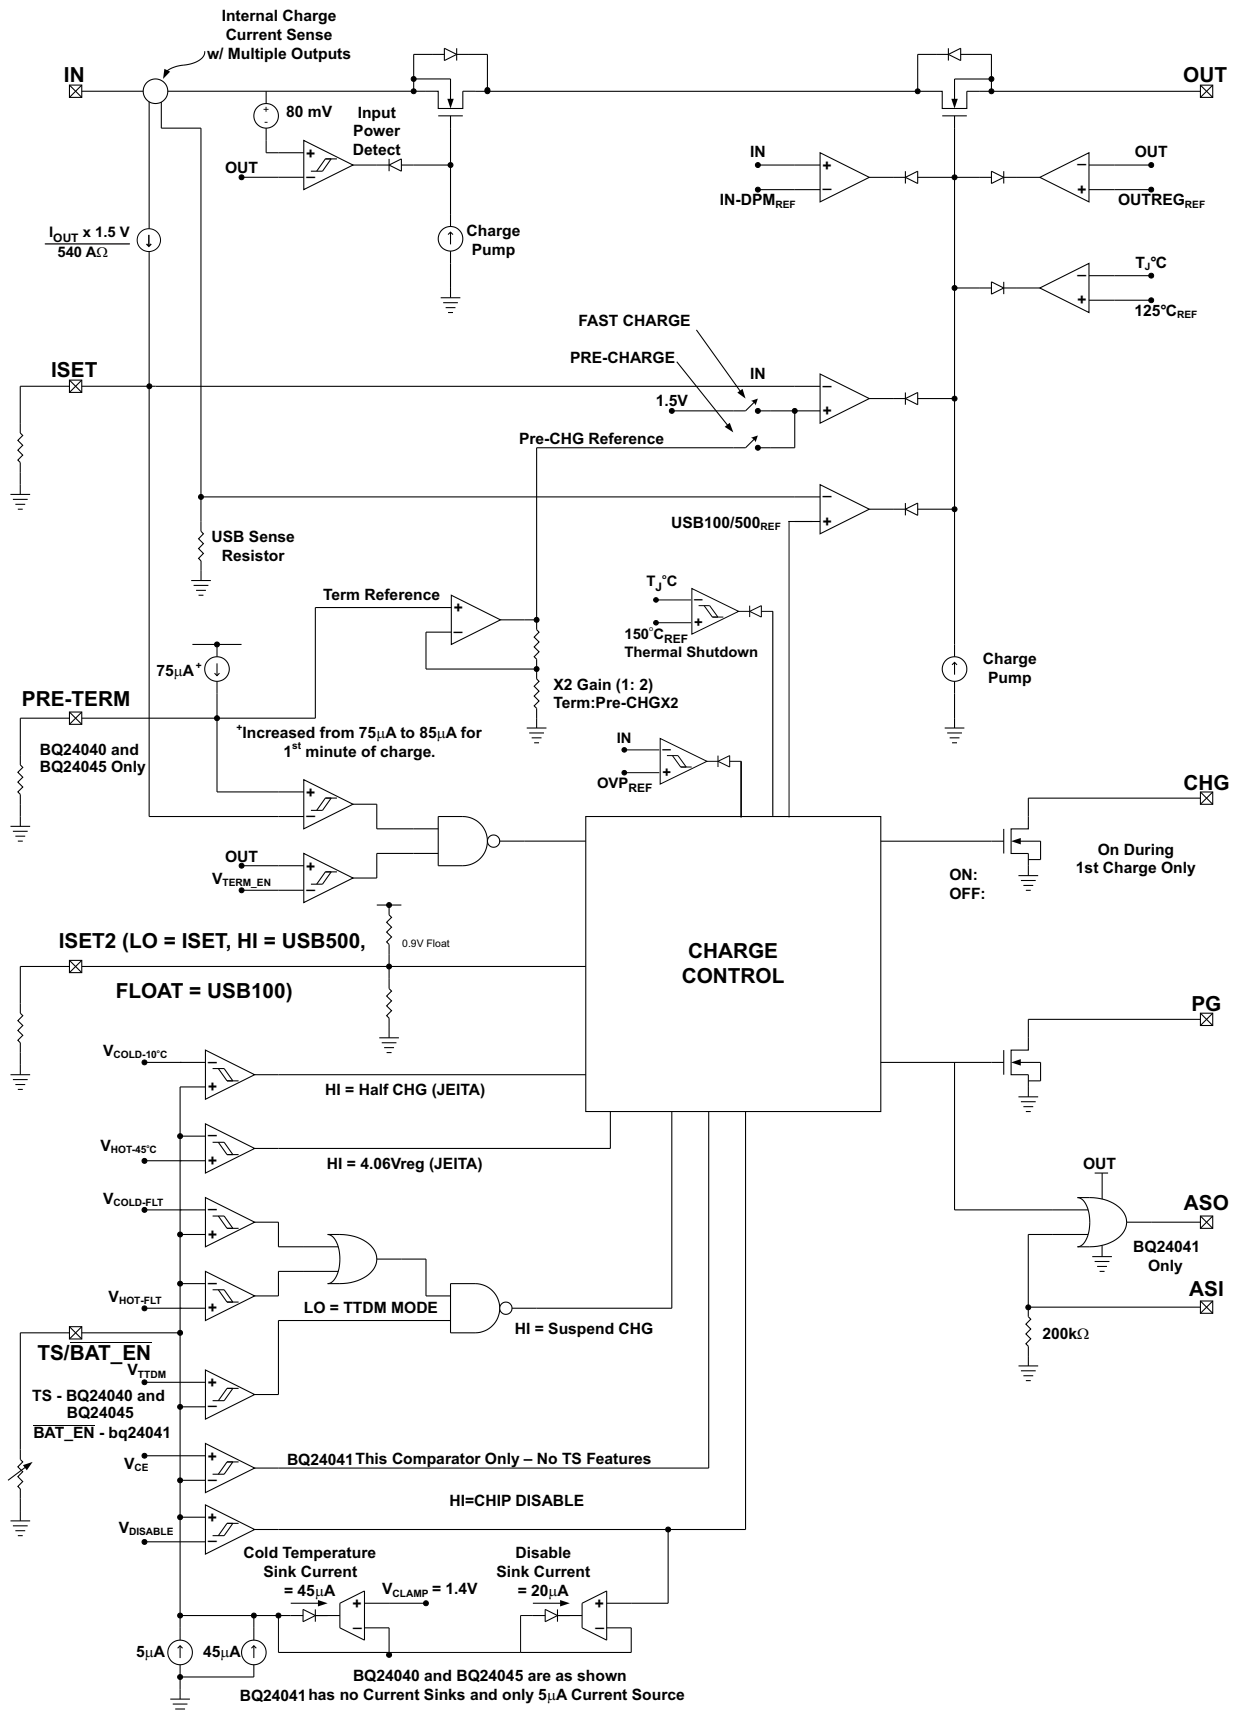 Internal Charge
Current Sense
w/ Multiple Outputs
IN
OUT
+
-
80 mV
Input
Power
Detect
+
−
OUT
IN
+
−
IN-DPMREF
OUT
−
+
OUTREGREF
IOUT x 1.5 V
540 AΩ
Charge
Pump
TJ°C
−
+
125°CREF
FAST CHARGE
PRE-CHARGE
ISET
IN
−
+
1.5V
Pre-CHG Reference
−
+
USB100/500REF
USB Sense
Resistor
TJ°C
−
+
150°CREF
Thermal Shutdown
Term Reference
+
−
75μA+
Charge
Pump
X2 Gain (1: 2)
Term:Pre-CHGX2
PRE-TERM
+Increased from 75μA to 85μA for
1st minute of charge.
BQ24040 and
BQ24045 Only
IN
−
+
OVPREF
CHG
+
−
On During
1st Charge Only
ON:
OFF:
OUT
+
−
VTERM_EN
ISET2 (LO = ISET, HI = USB500,
0.9V Float
FLOAT = USB100)
CHARGE
CONTROL
PG
VCOLD-10°C
−
+
HI = Half CHG (JEITA)
VHOT-45°C
−
+
HI = 4.06Vreg (JEITA)
VCOLD-FLT
−
+
OUT
ASO
BQ24041
Only
ASI
VHOT-FLT
−
+
LO = TTDM MODE
HI = Suspend CHG
200kΩ
TS/BAT_EN
VTTDM
+
−
TS - BQ24040 and
BQ24045
BAT_EN - bq24041
VCE
+
−
BQ24041 This Comparator Only – No TS Features
HI=CHIP DISABLE
VDISABLE
+
−
Cold Temperature
Sink Current
= 45μA
VCLAMP = 1.4V
+
−
Disable
Sink Current
= 20μA
+
−
5μA
45μA
BQ24040 and BQ24045 are as shown
BQ24041 has no Current Sinks and only 5μA Current Source